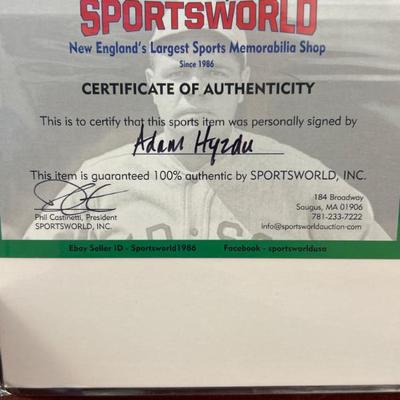 SPORTSWORLD
New England's Largest Sports Memorabilia Shop
Since 1986
CERTIFICATE OF AUTHENTICITY
This is to certify that this sports item was personally signed by
Adam Hyzdu
This item is guaranteed 100% authentic by SPORTSWORLD, INC.
Phil Castinetti, President
SPORTSWORLD, INC.
184 Broadway
Saugus, MA 01906
781-233-7222
info@sportsworldauction.com
Ebay Seller ID - Sportsworld1986 Facebook - sportsworldusa